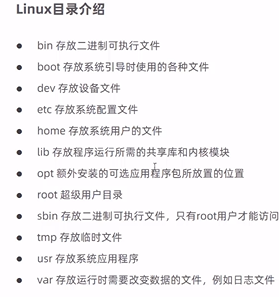 Linux目录介绍
● bin 存放二进制可执行文件
● boot 存放系统引导时使用的各种文件
● dev 存放设备文件
● etc 存放系统配置文件
● home 存放系统用户的文件
● lib 存放程序运行所需的共享库和内核模块
● opt 额外安装的可选应用程序包所放置的位置
● root 超级用户目录
● sbin 存放二进制可执行文件，只有root用户才能访问
● tmp 存放临时文件
● usr 存放系统应用程序
● var 存放运行时需要改变数据的文件，例如日志文件